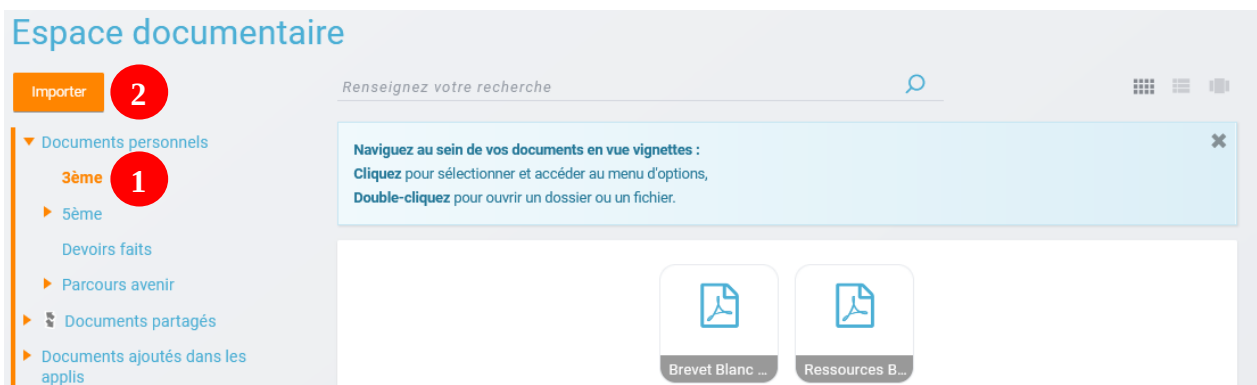 Espace documentaire
Importer
2
Renseignez votre recherche
Documents personnels
3ème
1
5ème
Devoirs faits
Parcours avenir
Documents partagés
Documents ajoutés dans les
applis
Naviguez au sein de vos documents en vue vignettes :
Cliquez pour sélectionner et accéder au menu d'options,
Double-cliquez pour ouvrir un dossier ou un fichier.
Brevet Blanc ...
Ressources B...